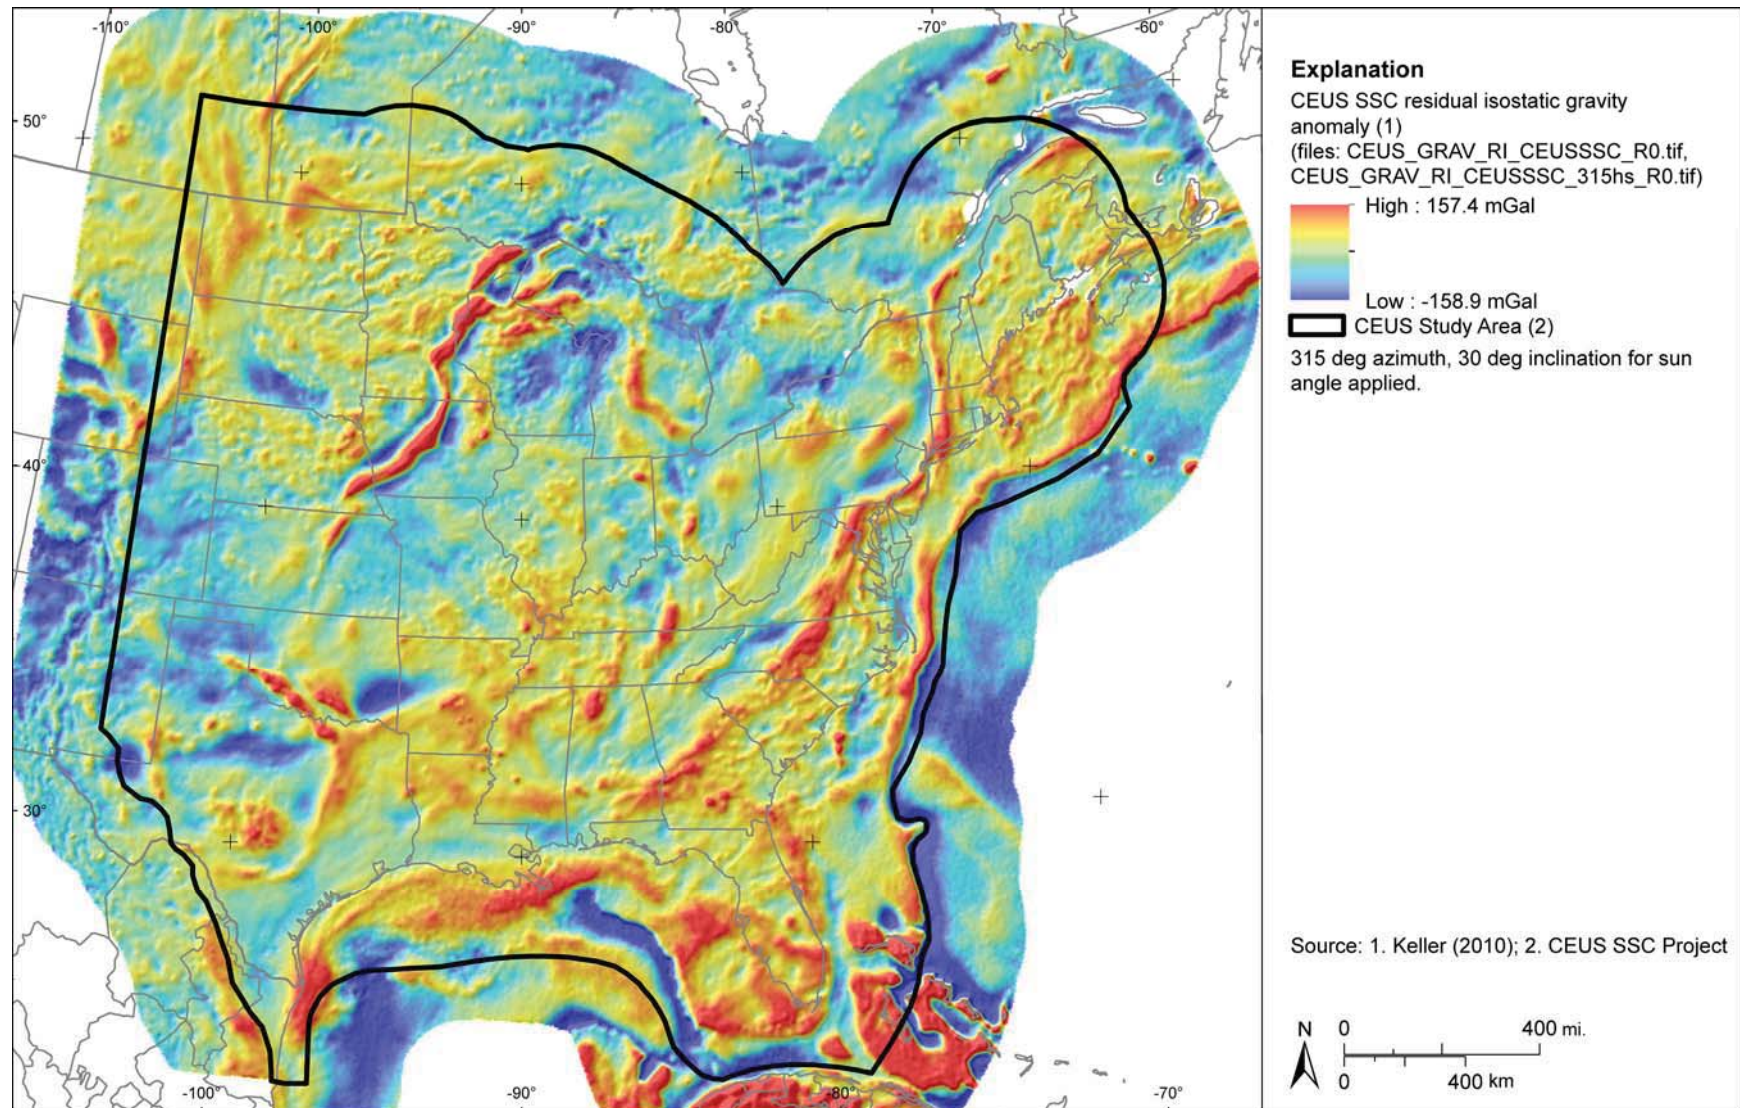 -110°
-100°
-90°
-80°
-70°
-60°
50°
40°
30°
-100°
-90°
-80°
-70°
Explanation
CEUS SSC residual isostatic gravity
anomaly (1)
(files: CEUS_GRAV_RI_CEUSSSC_R0.tif,
CEUS_GRAV_RI_CEUSSSC_315hs_R0.tif)
High : 157.4 mGal
Low : -158.9 mGal
CEUS Study Area (2)
315 deg azimuth, 30 deg inclination for sun
angle applied.
Source: 1. Keller (2010); 2. CEUS SSC Project
N
0 400 mi.
0 400 km